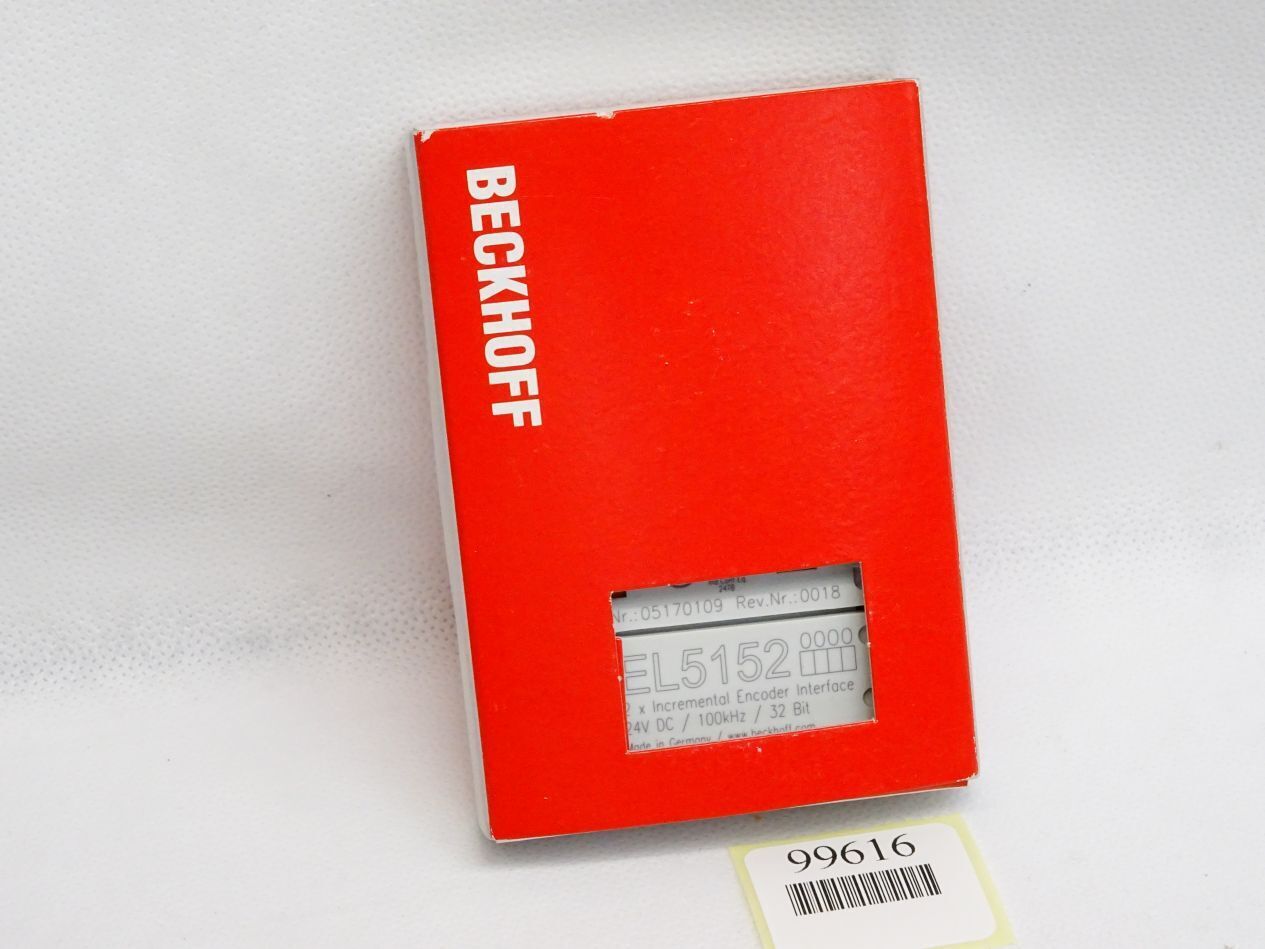 BECKHOFF
Nr.:05170109 Rev.Nr.:0018
EL5152
0000
2 x Incremental Encoder Interface
24V DC / 100kHz / 32 Bit
Made in Germany / www.beckhoff.com
99616